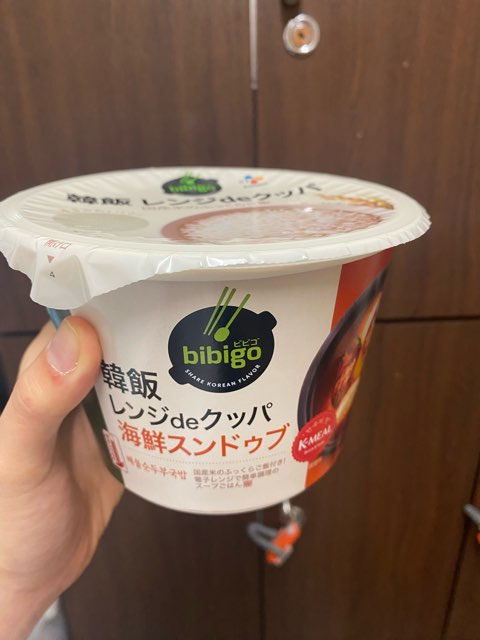 bibigo
韓飯 レンジdeクッパ
ビビゴ
bibigo
SHARE KOREAN FLAVOR
韓飯
レンジdeクッパ
海鮮スンドゥブ
国産米のふっくらご飯付き!
電子レンジで簡単調理の
スープごはん
K-MEAL